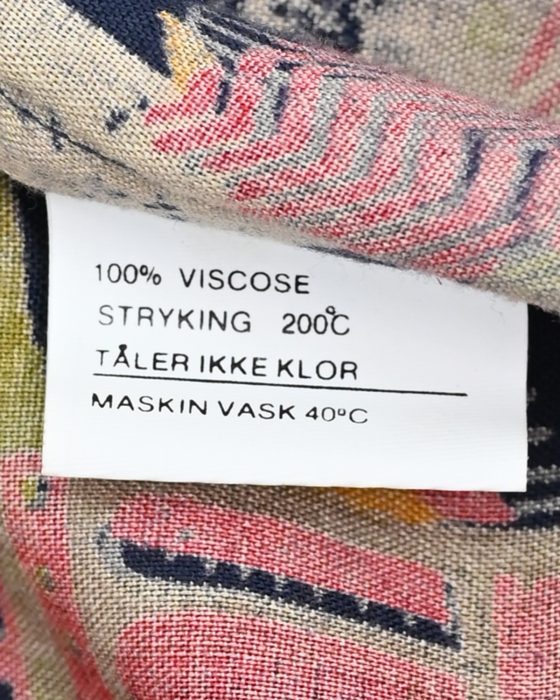 100% VISCOSE
STRYKING 200°C
TÅLER IKKE KLOR
MASKIN VASK 40°C